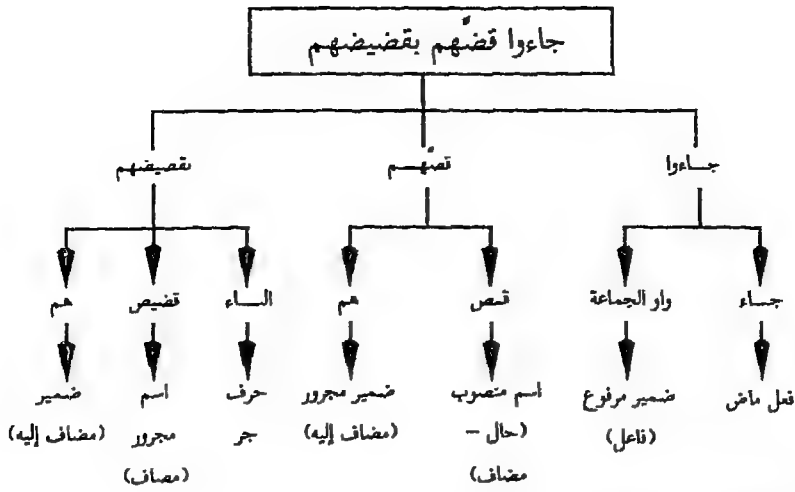 جاءوا قضّهم بقضيضهم
جاءوا قضّهم بقضيضهم
جاء واو الجماعة قض هم الباء قضيض هم
فعل ماض ضمير مرفوع اسم منصوب ضمير مجرور حرف اسم ضمير
(فاعل) (حال – (مضاف إليه) جر مجرور (مضاف إليه)
مضاف (مضاف)